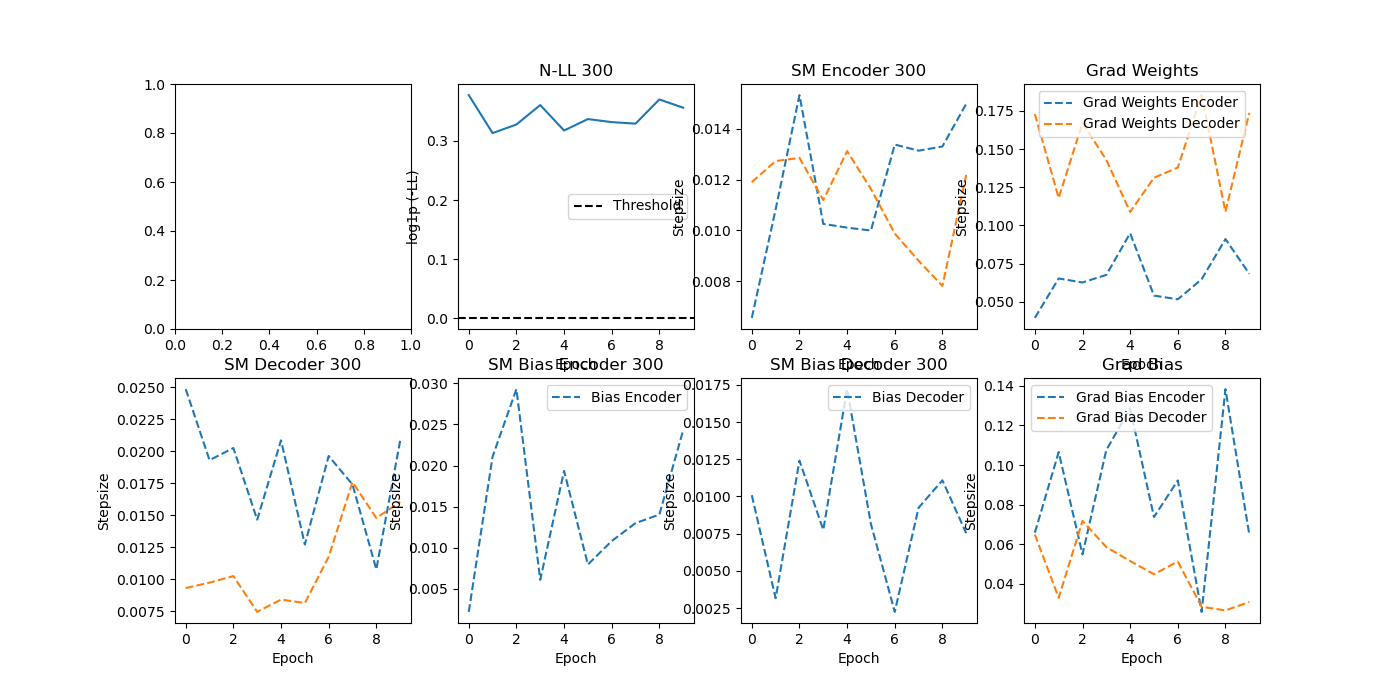 N-LL 300
SM Encoder 300
Grad Weights
1.0
0.8
0.6
0.4
0.2
0.0
0.0 0.2 0.4 0.6 0.8 1.0
log1p (-LL)
0.3
0.2
0.1
0.0
Threshold
0 2 4 6 8
Epoch
Stepsize
0.014
0.012
0.010
0.008
0 2 4 6 8
Epoch
Stepsize
0.175
0.150
0.125
0.100
0.075
0.050
Grad Weights Encoder
Grad Weights Decoder
0 2 4 6 8
Epoch
SM Decoder 300
SM Bias Encoder 300
SM Bias Decoder 300
Grad Bias
Stepsize
0.0250
0.0225
0.0200
0.0175
0.0150
0.0125
0.0100
0.0075
0 2 4 6 8
Epoch
Stepsize
0.030
0.025
0.020
0.015
0.010
0.005
Bias Encoder
0 2 4 6 8
Epoch
Stepsize
0.0175
0.0150
0.0125
0.0100
0.0075
0.0050
0.0025
Bias Decoder
0 2 4 6 8
Epoch
Stepsize
0.14
0.12
0.10
0.08
0.06
0.04
Grad Bias Encoder
Grad Bias Decoder
0 2 4 6 8
Epoch